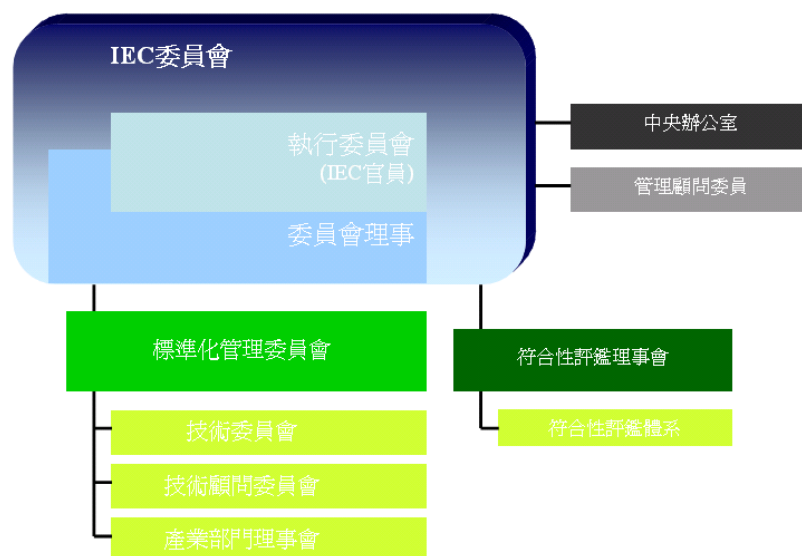 IEC委員會
執行委員會
(IEC官員)
委員會理事
中央辦公室
管理顧問委員
標準化管理委員會
技術委員會
技術顧問委員會
產業部門理事會
符合性評鑑理事會
符合性評鑑體系